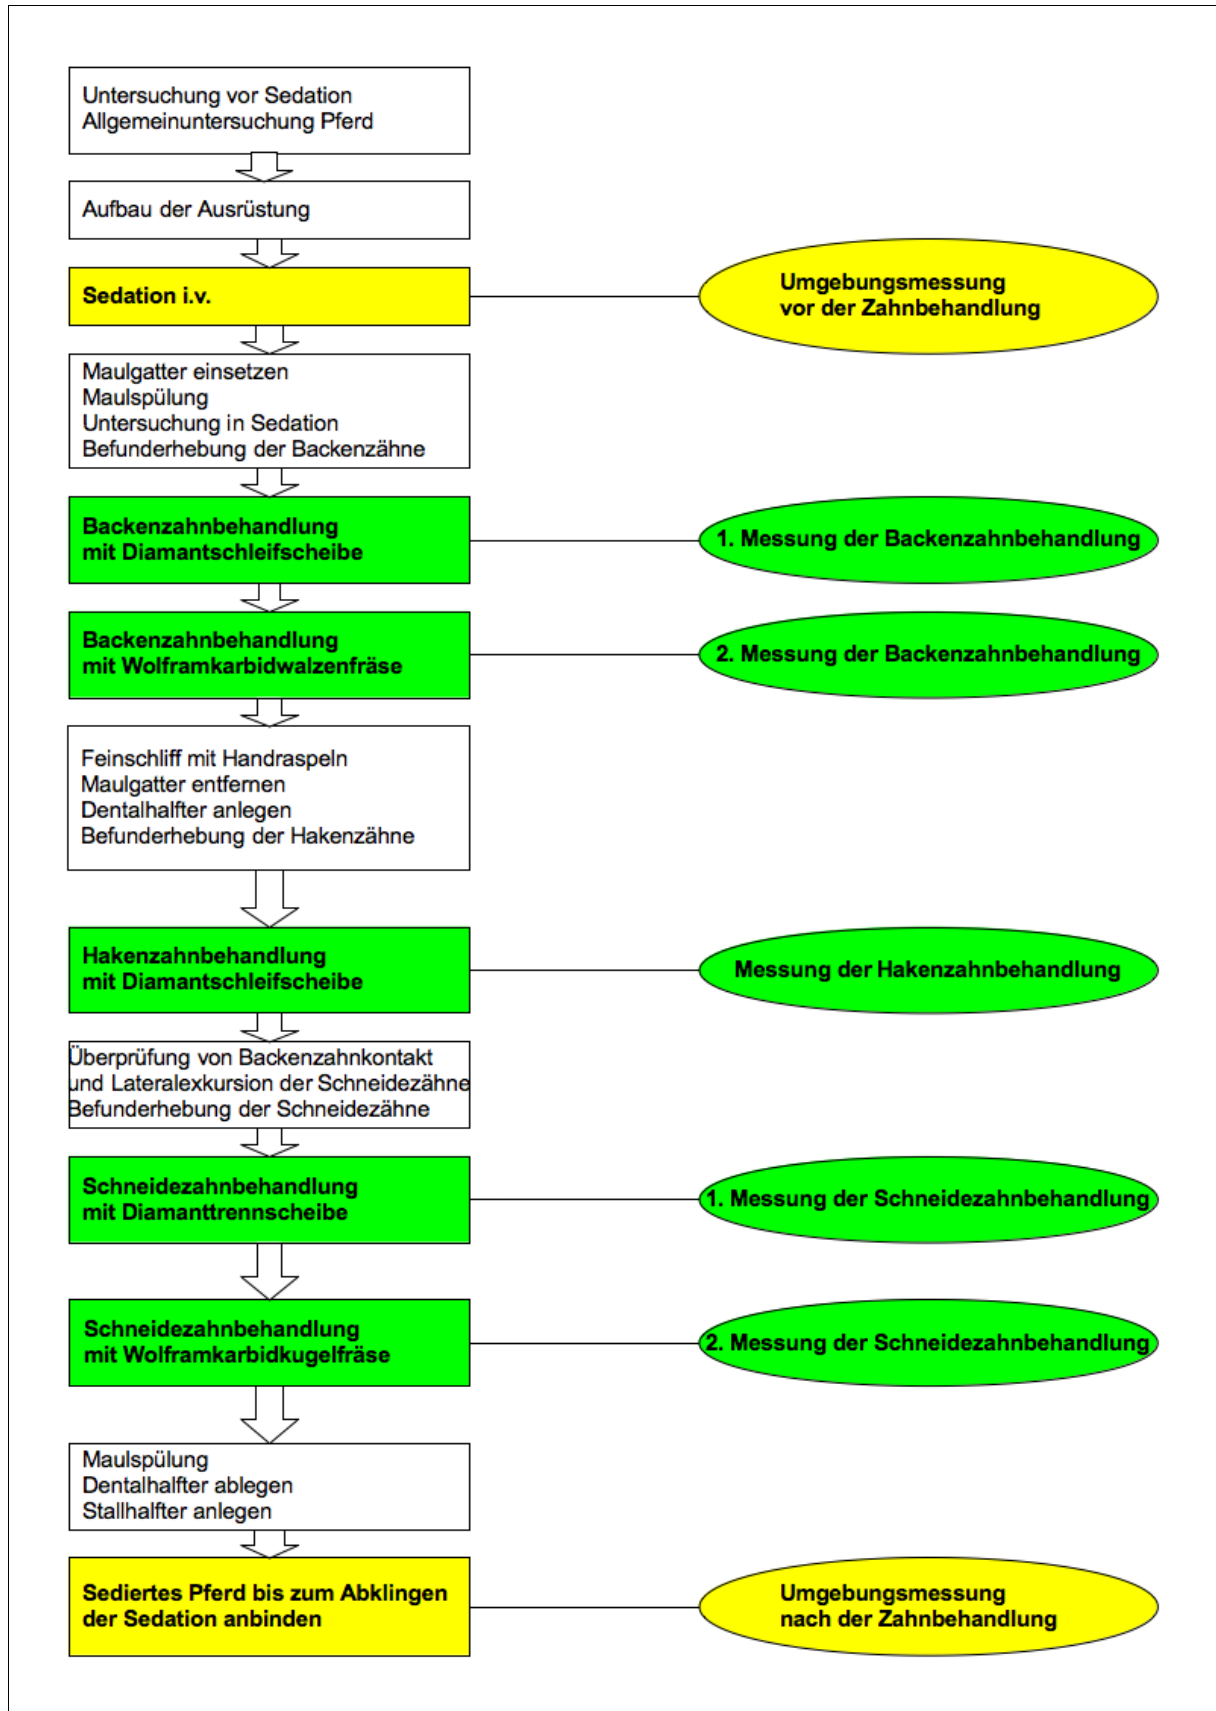 Untersuchung vor Sedation
Allgemeinuntersuchung Pferd
Aufbau der Ausrüstung
Sedation i.v.
Umgebungsmessung
vor der Zahnbehandlung
Maulgatter einsetzen
Maulspülung
Untersuchung in Sedation
Befunderhebung der Backenzähne
Backenzahnbehandlung
mit Diamantschleifscheibe
1. Messung der Backenzahnbehandlung
Backenzahnbehandlung
mit Wolframkarbidwalzenfräse
2. Messung der Backenzahnbehandlung
Feinschliff mit Handraspeln
Maulgatter entfernen
Dentalhalfter anlegen
Befunderhebung der Hakenzähne
Hakenzahnbehandlung
mit Diamantschleifscheibe
Messung der Hakenzahnbehandlung
Überprüfung von Backenzahnkontakt
und Lateralexkursion der Schneidezähne
Befunderhebung der Schneidezähne
Schneidezahnbehandlung
mit Diamanttrennscheibe
1. Messung der Schneidezahnbehandlung
Schneidezahnbehandlung
mit Wolframkarbidkugelfräse
2. Messung der Schneidezahnbehandlung
Maulspülung
Dentalhalfter ablegen
Stallhalfter anlegen
Sediertes Pferd bis zum Abklingen
der Sedation anbinden
Umgebungsmessung
nach der Zahnbehandlung